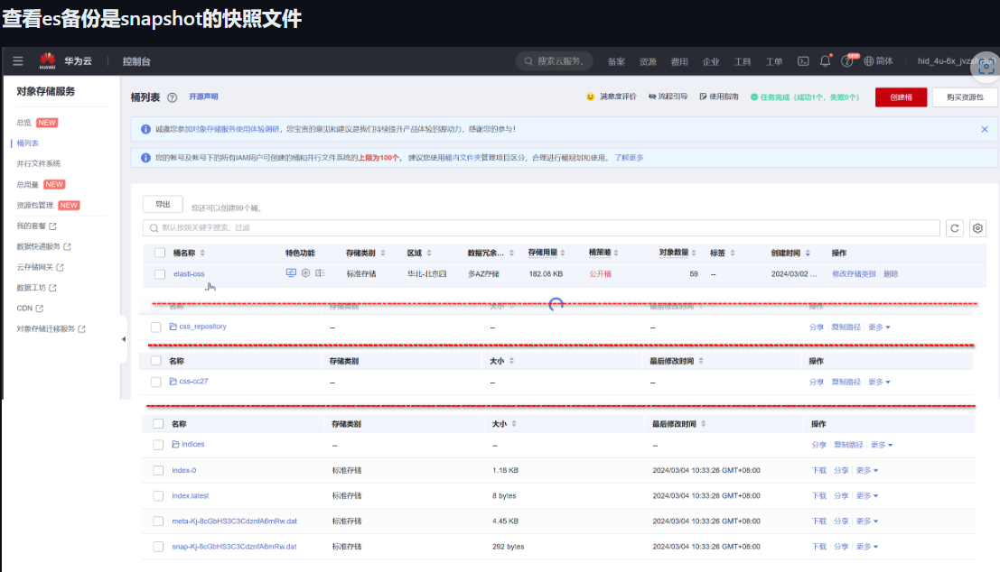 查看es备份是snapshot的快照文件
HUAWEI 华为云 控制台 搜索云服务、 备案 资源 费用 企业 工具 工单 NEW 简体
对象存储服务
总览 NEW
桶列表
并行文件系统
总用量 NEW
资源包管理 NEW
我的套餐
数据快递服务
云存储网关
数据工坊
CDN
对象存储迁移服务
桶列表 开源声明 满意度评价 流程引导 使用指南 任务完成（成功1个，失败0个） 创建桶 购买资源包
诚邀您参加对象存储服务使用体验调研，您宝贵的意见和建议是我们持续提升产品体验的源动力，感谢您的参与！
您的帐号及帐号下的所有IAM用户可创建的桶和并行文件系统的上限为100个。 建议您使用桶内文件夹管理项目区分，合理进行桶规划和使用。 了解更多
导出 您还可以创建99个桶。
默认按照关键字搜索、过滤
桶名称 特色功能 存储类别 区域 数据冗余... 存储用量 桶策略 对象数量 标签 创建时间 操作
elasti-oss 标准存储 华北-北京四 多AZ存储 182.08 KB 公开桶 69 -- 2024/03/02 ... 修改存储类别 删除
名称 存储类别 大小 最后修改时间 操作
css_repository -- -- -- 分享 复制路径 更多
名称 存储类别 大小 最后修改时间 操作
css-cc27 -- -- -- 分享 复制路径 更多
名称 存储类别 大小 最后修改时间 操作
indices -- -- -- 分享 复制路径 更多
index-0 标准存储 1.18 KB 2024/03/04 10:33:26 GMT+08:00 下载 分享 更多
index.latest 标准存储 8 bytes 2024/03/04 10:33:26 GMT+08:00 下载 分享 更多
meta-Kj-8cGbHS3C3CdznfA6mRw.dat 标准存储 4.45 KB 2024/03/04 10:33:26 GMT+08:00 下载 分享 更多
snap-Kj-8cGbHS3C3CdznfA6mRw.dat 标准存储 292 bytes 2024/03/04 10:33:26 GMT+08:00 下载 分享 更多